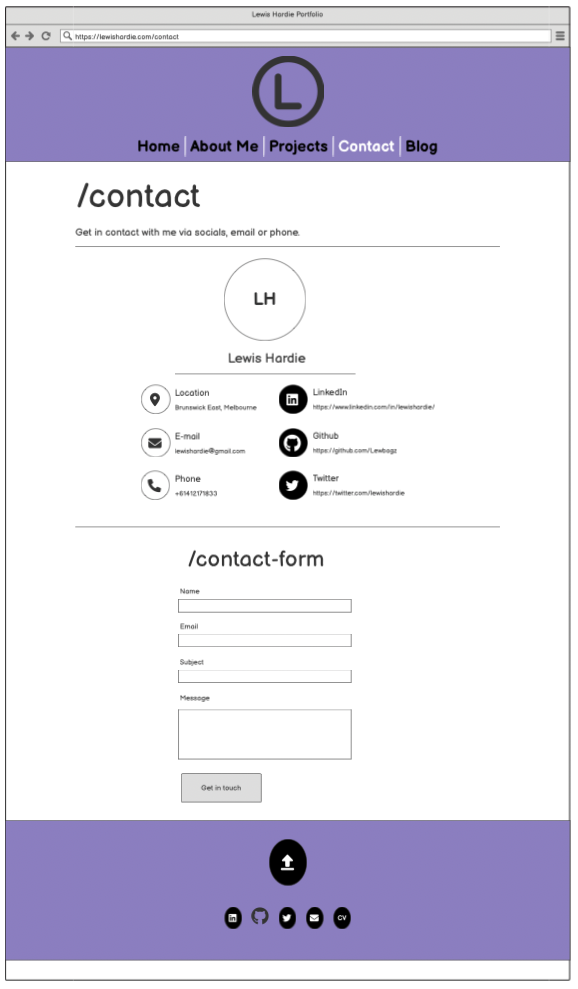 Lewis Hardie Portfolio
https://lewishardie.com/contact
L
Home About Me Projects Contact Blog
/contact
Get in contact with me via socials, email or phone.
LH
Lewis Hardie
Location
Brunswick East, Melbourne
LinkedIn
https://www.linkedin.com/in/lewishardie/
E-mail
lewishardie@gmail.com
Github
https://github.com/Lewbagz
Phone
+61412171833
Twitter
https://twitter.com/lewishardie
/contact-form
Name
Email
Subject
Message
Get in touch
in
CV